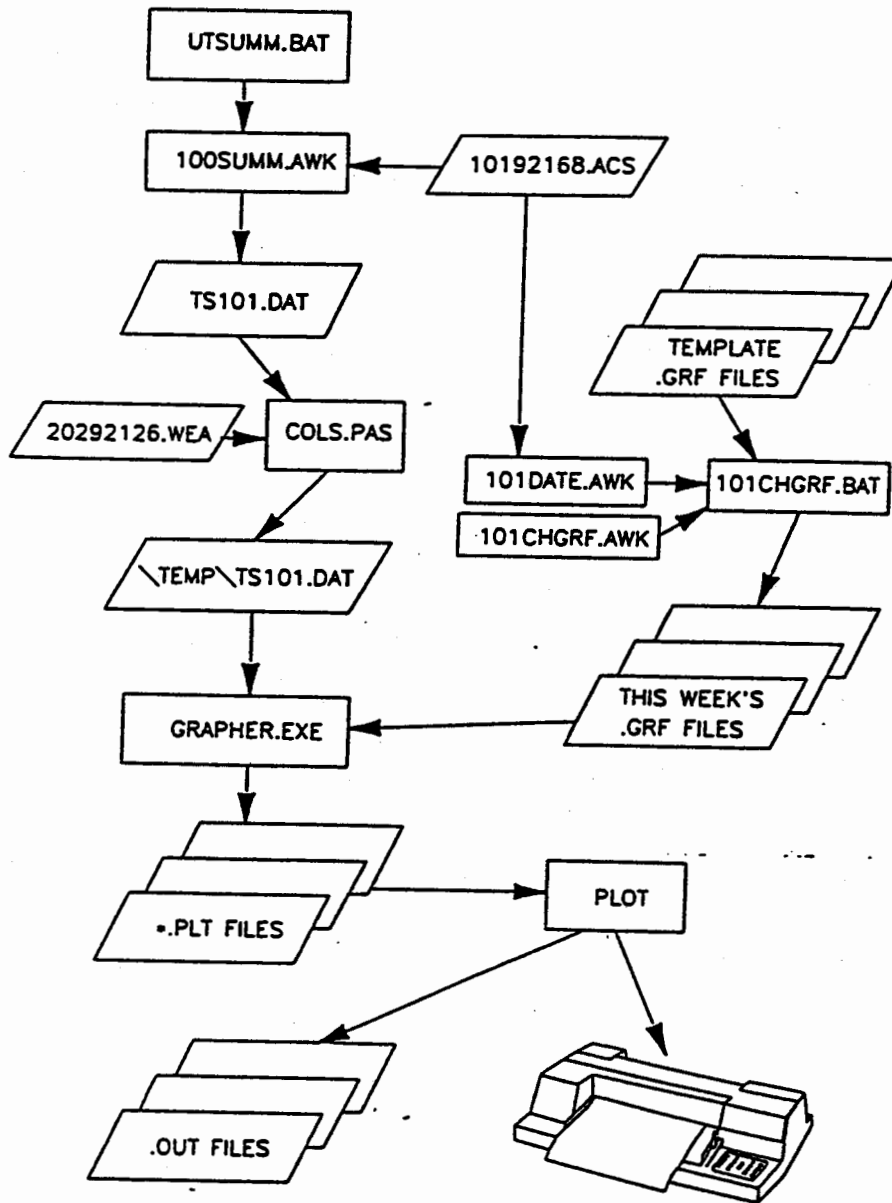 UTSUMM.BAT
100SUMM.AWK
10192168.ACS
TS101.DAT
TEMPLATE
.GRF FILES
20292126.WEA
COLS.PAS
101DATE.AWK
101CHGRF.BAT
101CHGRF.AWK
\TEMP\TS101.DAT
THIS WEEK'S
.GRF FILES
GRAPHER.EXE
*.PLT FILES
PLOT
.OUT FILES